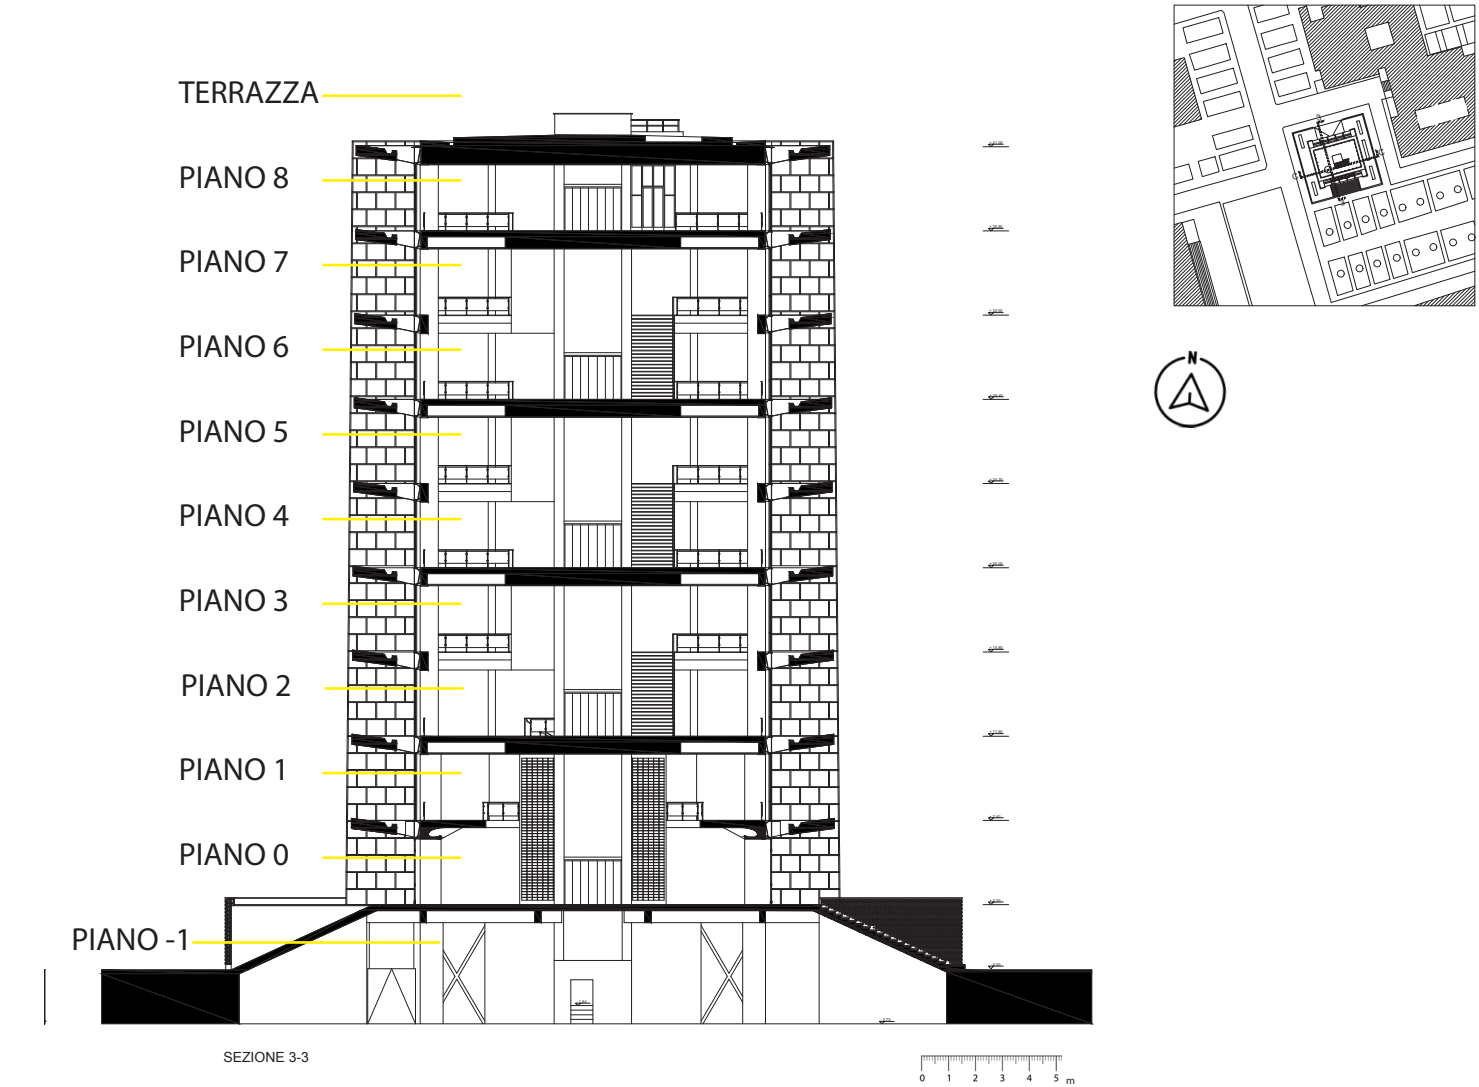 TERRAZZA
PIANO 8
PIANO 7
PIANO 6
PIANO 5
PIANO 4
PIANO 3
PIANO 2
PIANO 1
PIANO 0
PIANO -1
SEZIONE 3-3
N
0 1 2 3 4 5 m